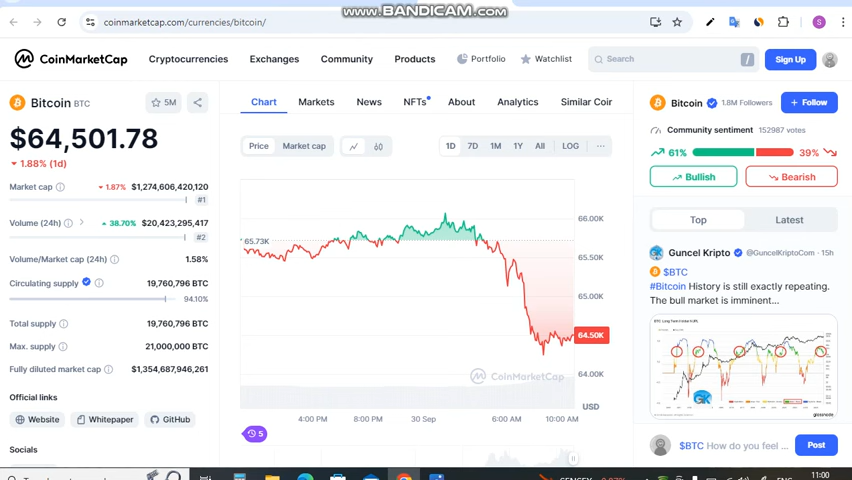 www.BANDICAM.com
coinmarketcap.com/currencies/bitcoin/
S
CoinMarketCap
Cryptocurrencies
Exchanges
Community
Products
Portfolio
Watchlist
Search
/
Sign Up
Bitcoin BTC
5M
$64,501.78
1.88% (1d)
Market cap
1.87% $1,274,606,420,120
#1
Volume (24h)
38.70% $20,423,295,417
#2
Volume/Market cap (24h)
1.58%
Circulating supply
19,760,796 BTC
94.10%
Total supply
19,760,796 BTC
Max. supply
21,000,000 BTC
Fully diluted market cap
$1,354,687,946,261
Official links
Website
Whitepaper
GitHub
Socials
Chart
Markets
News
NFTs
About
Analytics
Similar Coir
Price
Market cap
1D
7D
1M
1Y
All
LOG
65.73K
66.00K
65.50K
65.00K
64.50K
64.00K
CoinMarketCap
USD
4:00 PM
8:00 PM
30 Sep
6:00 AM
10:00 AM
5
Bitcoin
1.8M Followers
+ Follow
Community sentiment 152987 votes
61%
39%
Bullish
Bearish
Top
Latest
Guncel Kripto @GuncelKriptoCom · 15h
$BTC
#Bitcoin History is still exactly repeating.
The bull market is imminent...
$BTC How do you feel ...
Post
11:00